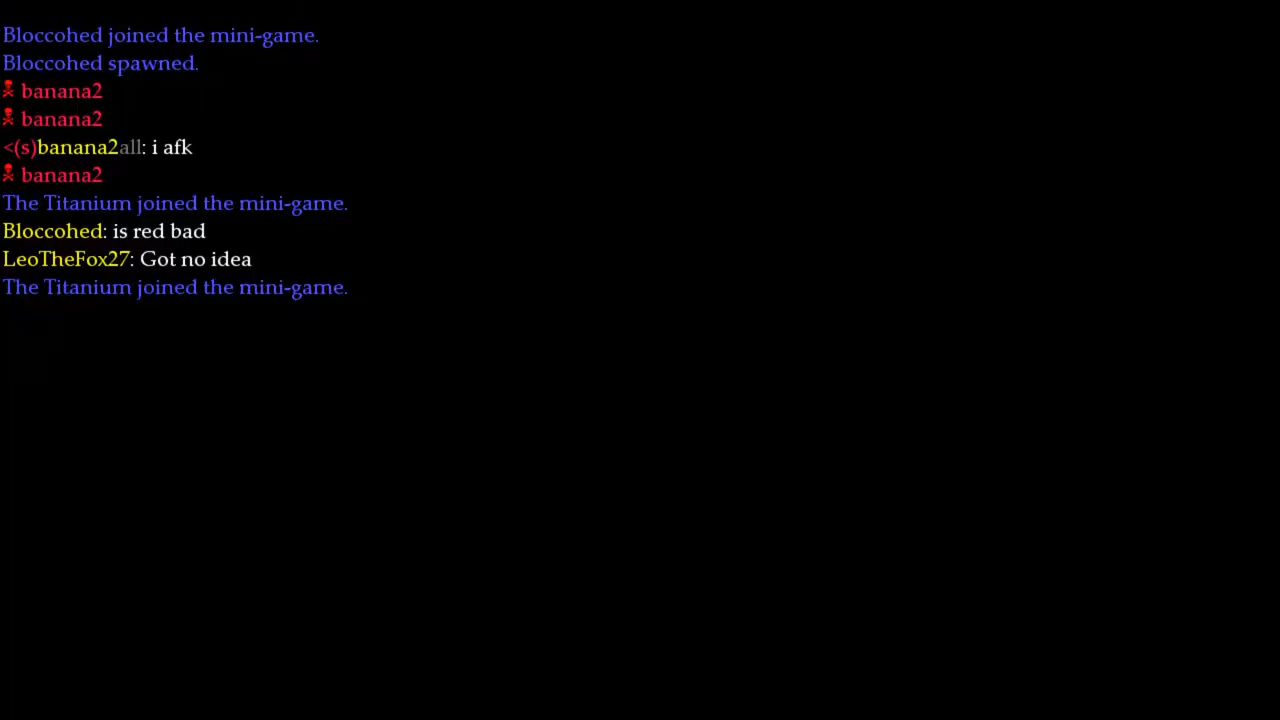 Bloccohed joined the mini-game.
Bloccohed spawned.
banana2
banana2
<(s)banana2all: i afk
banana2
The Titanium joined the mini-game.
Bloccohed: is red bad
LeoTheFox27: Got no idea
The Titanium joined the mini-game.